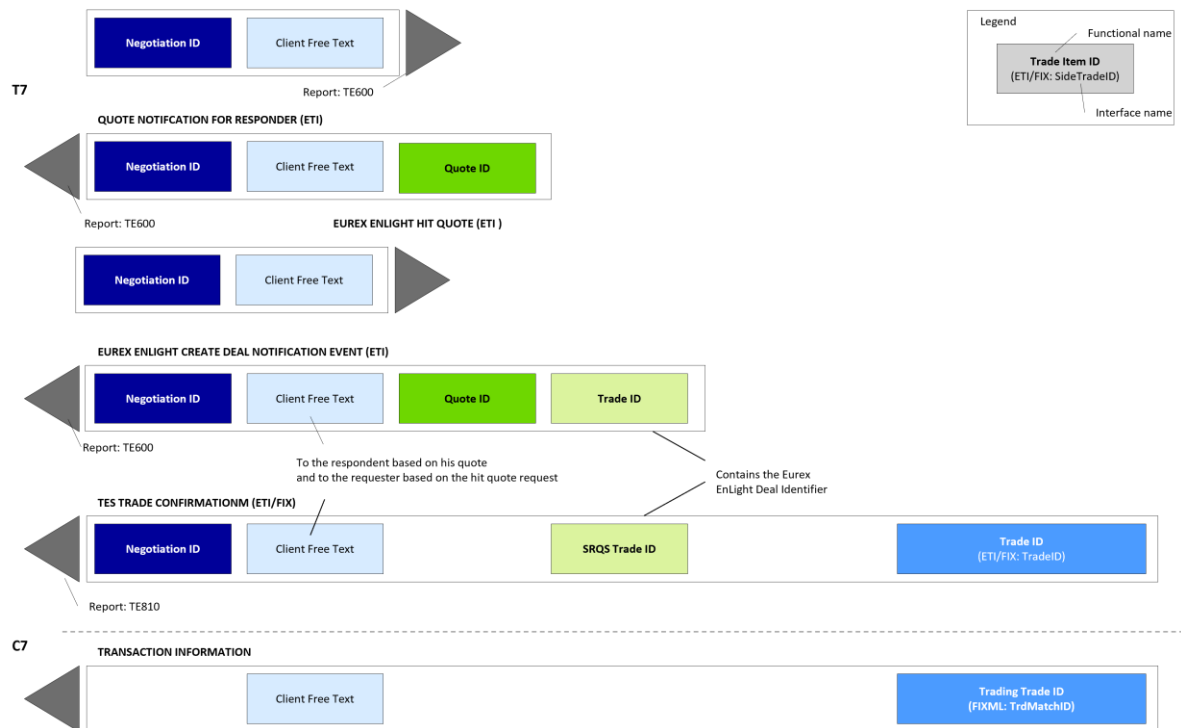 Negotiation ID
Client Free Text
Report: TE600
Legend
Functional name
Trade Item ID
(ETI/FIX: SideTradeID)
Interface name
T7
QUOTE NOTIFCATION FOR RESPONDER (ETI)
Negotiation ID
Client Free Text
Quote ID
Report: TE600
EUREX ENLIGHT HIT QUOTE (ETI )
Negotiation ID
Client Free Text
EUREX ENLIGHT CREATE DEAL NOTIFICATION EVENT (ETI)
Negotiation ID
Client Free Text
Quote ID
Trade ID
Report: TE600
To the respondent based on his quote
and to the requester based on the hit quote request
Contains the Eurex
EnLight Deal Identifier
TES TRADE CONFIRMATIONM (ETI/FIX)
Negotiation ID
Client Free Text
SRQS Trade ID
Trade ID
(ETI/FIX: TradeID)
Report: TE810
C7
TRANSACTION INFORMATION
Client Free Text
Trading Trade ID
(FIXML: TrdMatchID)